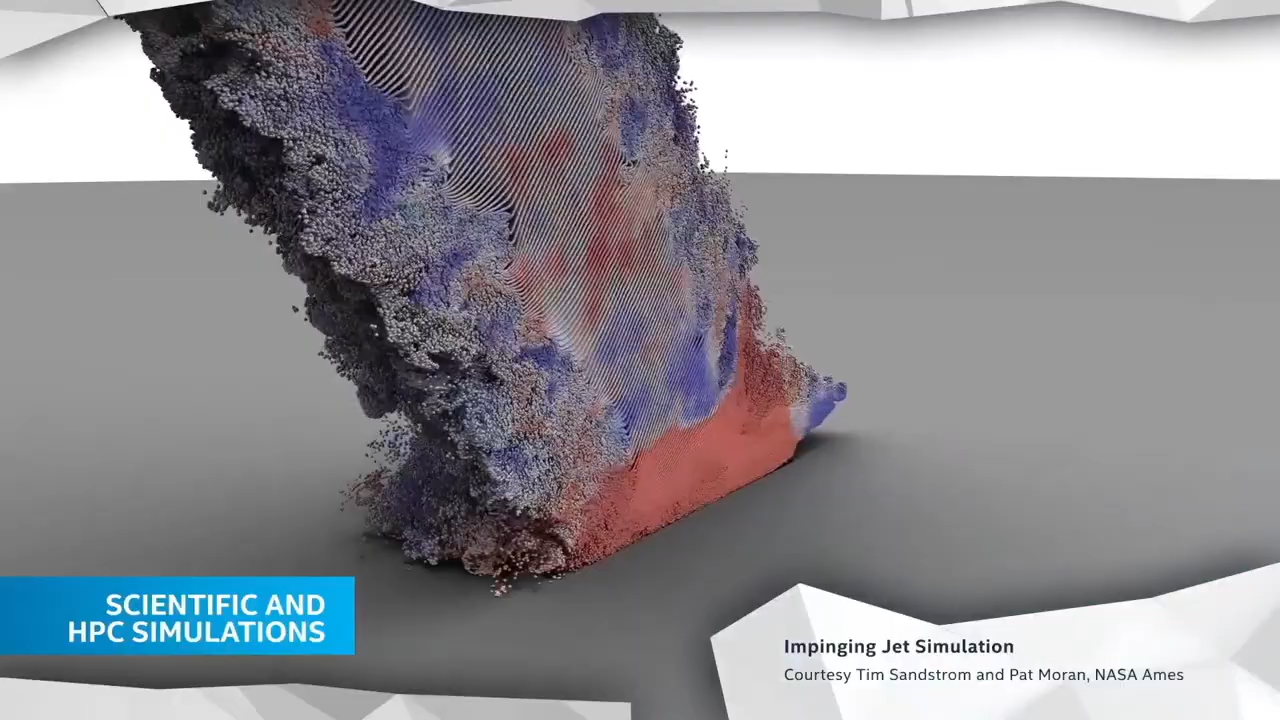 SCIENTIFIC AND
HPC SIMULATIONS
Impinging Jet Simulation
Courtesy Tim Sandstrom and Pat Moran, NASA Ames